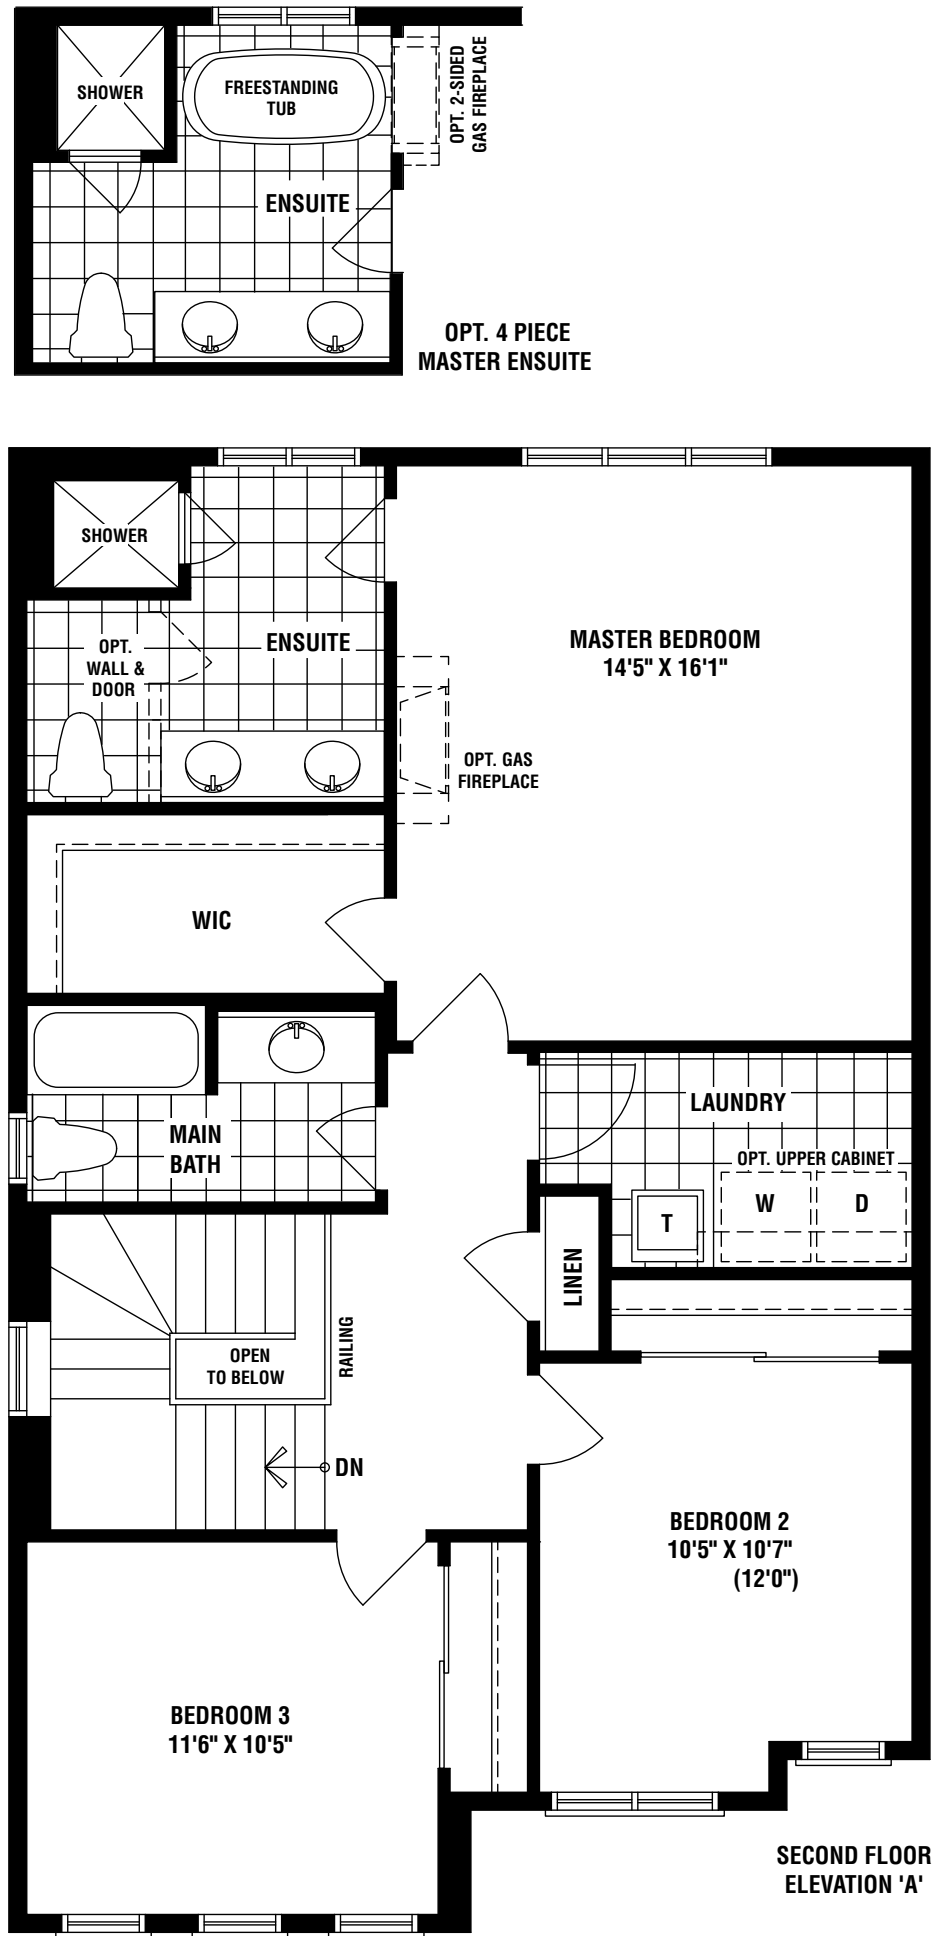 SHOWER
FREESTANDING
TUB
OPT. 2-SIDED
GAS FIREPLACE
ENSUITE
OPT. 4 PIECE
MASTER ENSUITE
SHOWER
OPT.
WALL &
DOOR
ENSUITE
MASTER BEDROOM
14'5" X 16'1"
OPT. GAS
FIREPLACE
WIC
MAIN
BATH
LAUNDRY
OPT. UPPER CABINET
T
W
D
LINEN
OPEN
TO BELOW
RAILING
DN
BEDROOM 2
10'5" X 10'7"
(12'0")
BEDROOM 3
11'6" X 10'5"
SECOND FLOOR
ELEVATION 'A'